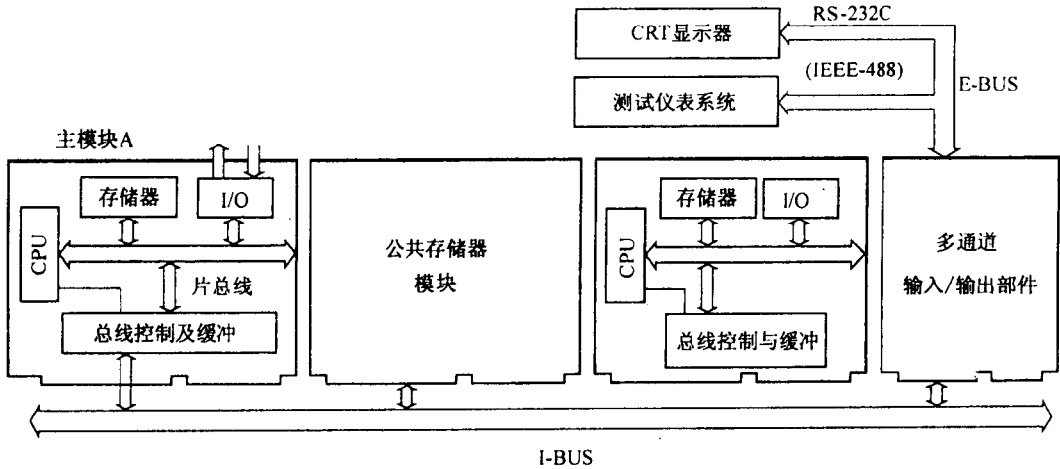 RS-232C
CRT显示器
(IEEE-488)
测试仪表系统
E-BUS
主模块A
存储器
I/O
CPU
片总线
总线控制及缓冲
公共存储器
模块
存储器
I/O
CPU
总线控制与缓冲
多通道
输入/输出部件
I-BUS